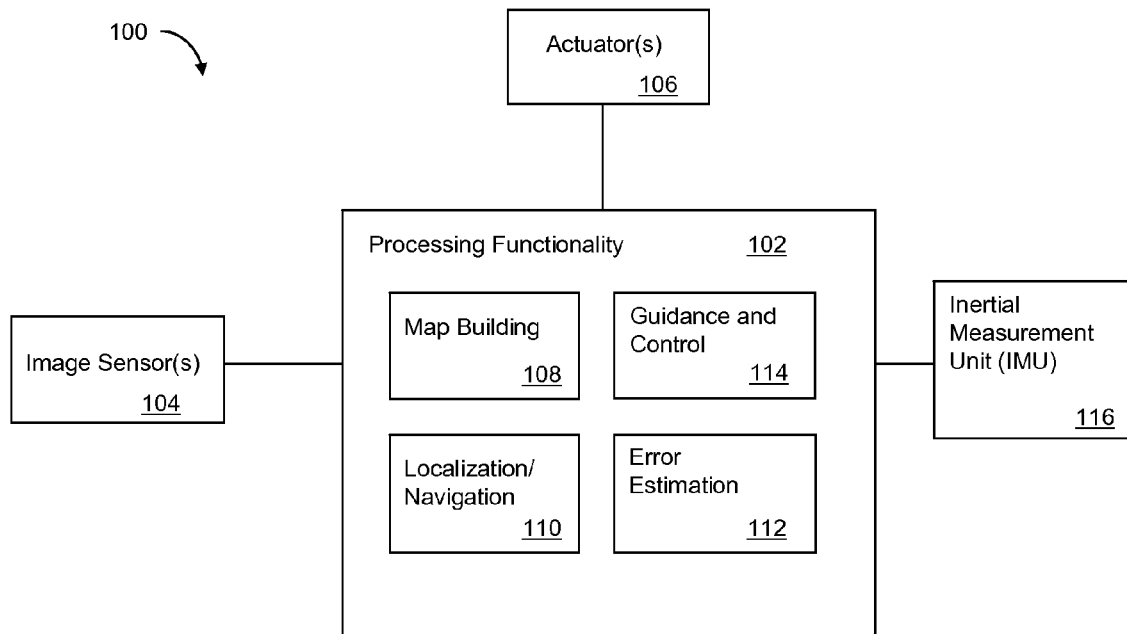 100
Actuator(s)
106
Processing Functionality 102
Map Building
108
Guidance and
Control
114
Localization/
Navigation
110
Error
Estimation
112
Image Sensor(s)
104
Inertial
Measurement
Unit (IMU)
116